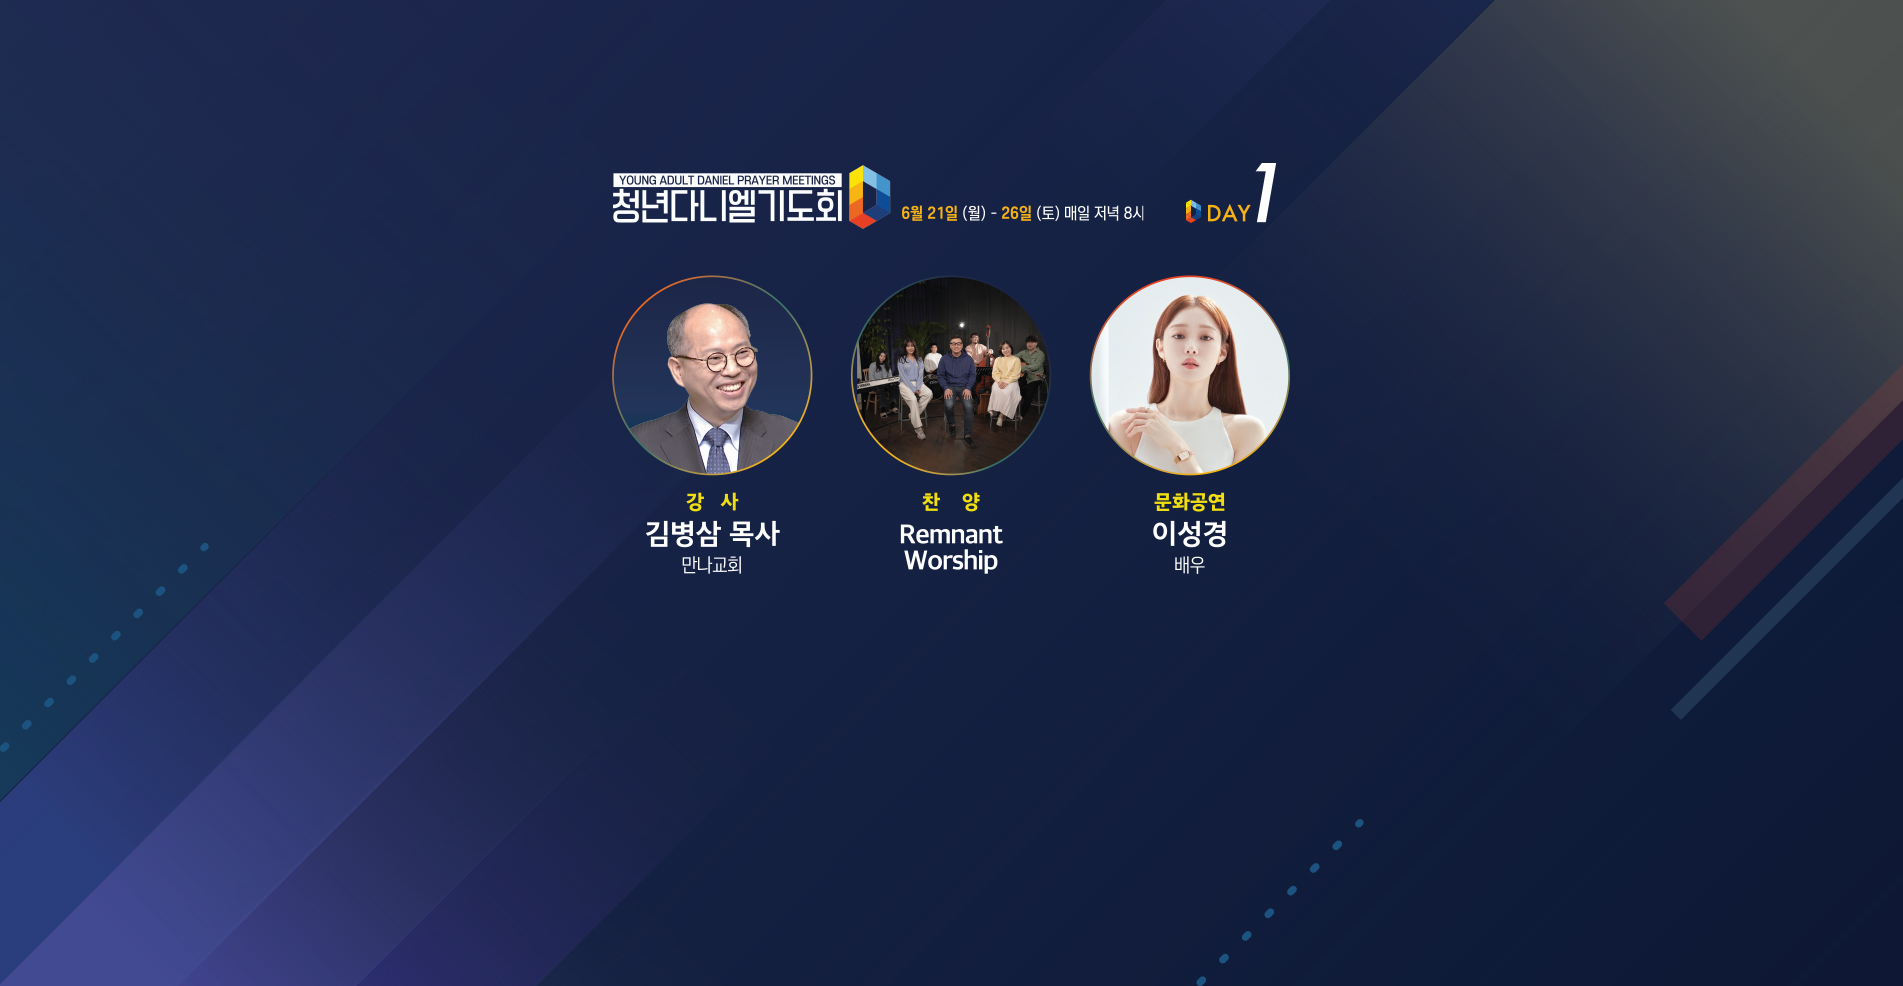 YOUNG ADULT DANIEL PRAYER MEETINGS
청년다니엘기도회
6월 21일 (월) - 26일 (토) 매일 저녁 8시
DAY 1
강 사
김병삼 목사
만나교회
찬 양
Remnant
Worship
문화공연
이성경
배우